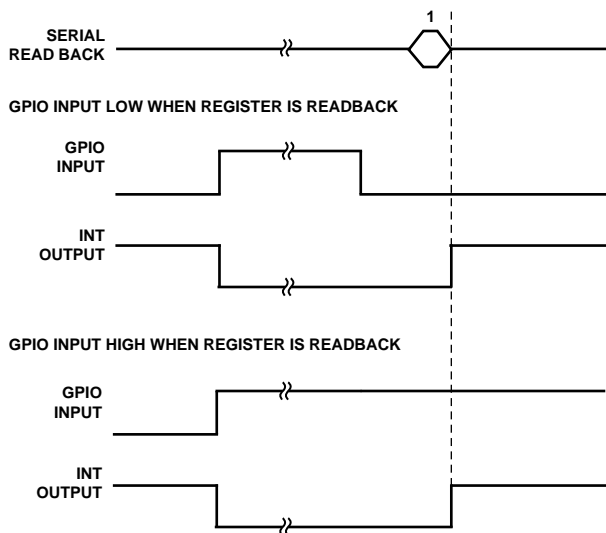 1
SERIAL
READ BACK
GPIO INPUT LOW WHEN REGISTER IS READBACK
GPIO
INPUT
INT
OUTPUT
GPIO INPUT HIGH WHEN REGISTER IS READBACK
GPIO
INPUT
INT
OUTPUT